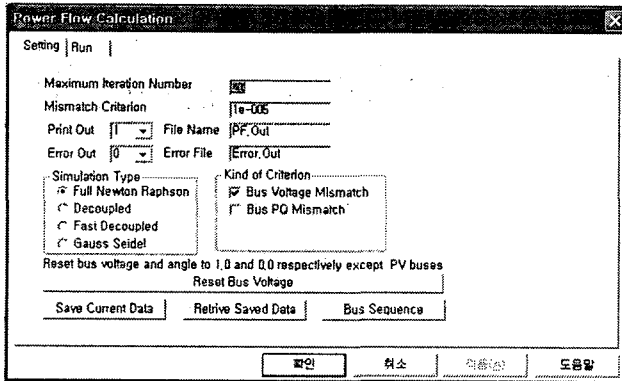 Power Flow Calculation
Setting Run
Maximum Iteration Number
Mismatch Criterion 1e-005
Print Out 1 File Name PF.Out
Error Out 0 Error File Error.Out
Simulation Type Kind of Criterion
Full Newton Raphson Bus Voltage Mismatch
Decoupled Bus PQ Mismatch
Fast Decoupled
Gauss Seidel
Reset bus voltage and angle to 1.0 and 0.0 respectively except PV buses
Reset Bus Voltage
Save Current Data Retrive Saved Data Bus Sequence
확인 취소 적용(A) 도움말